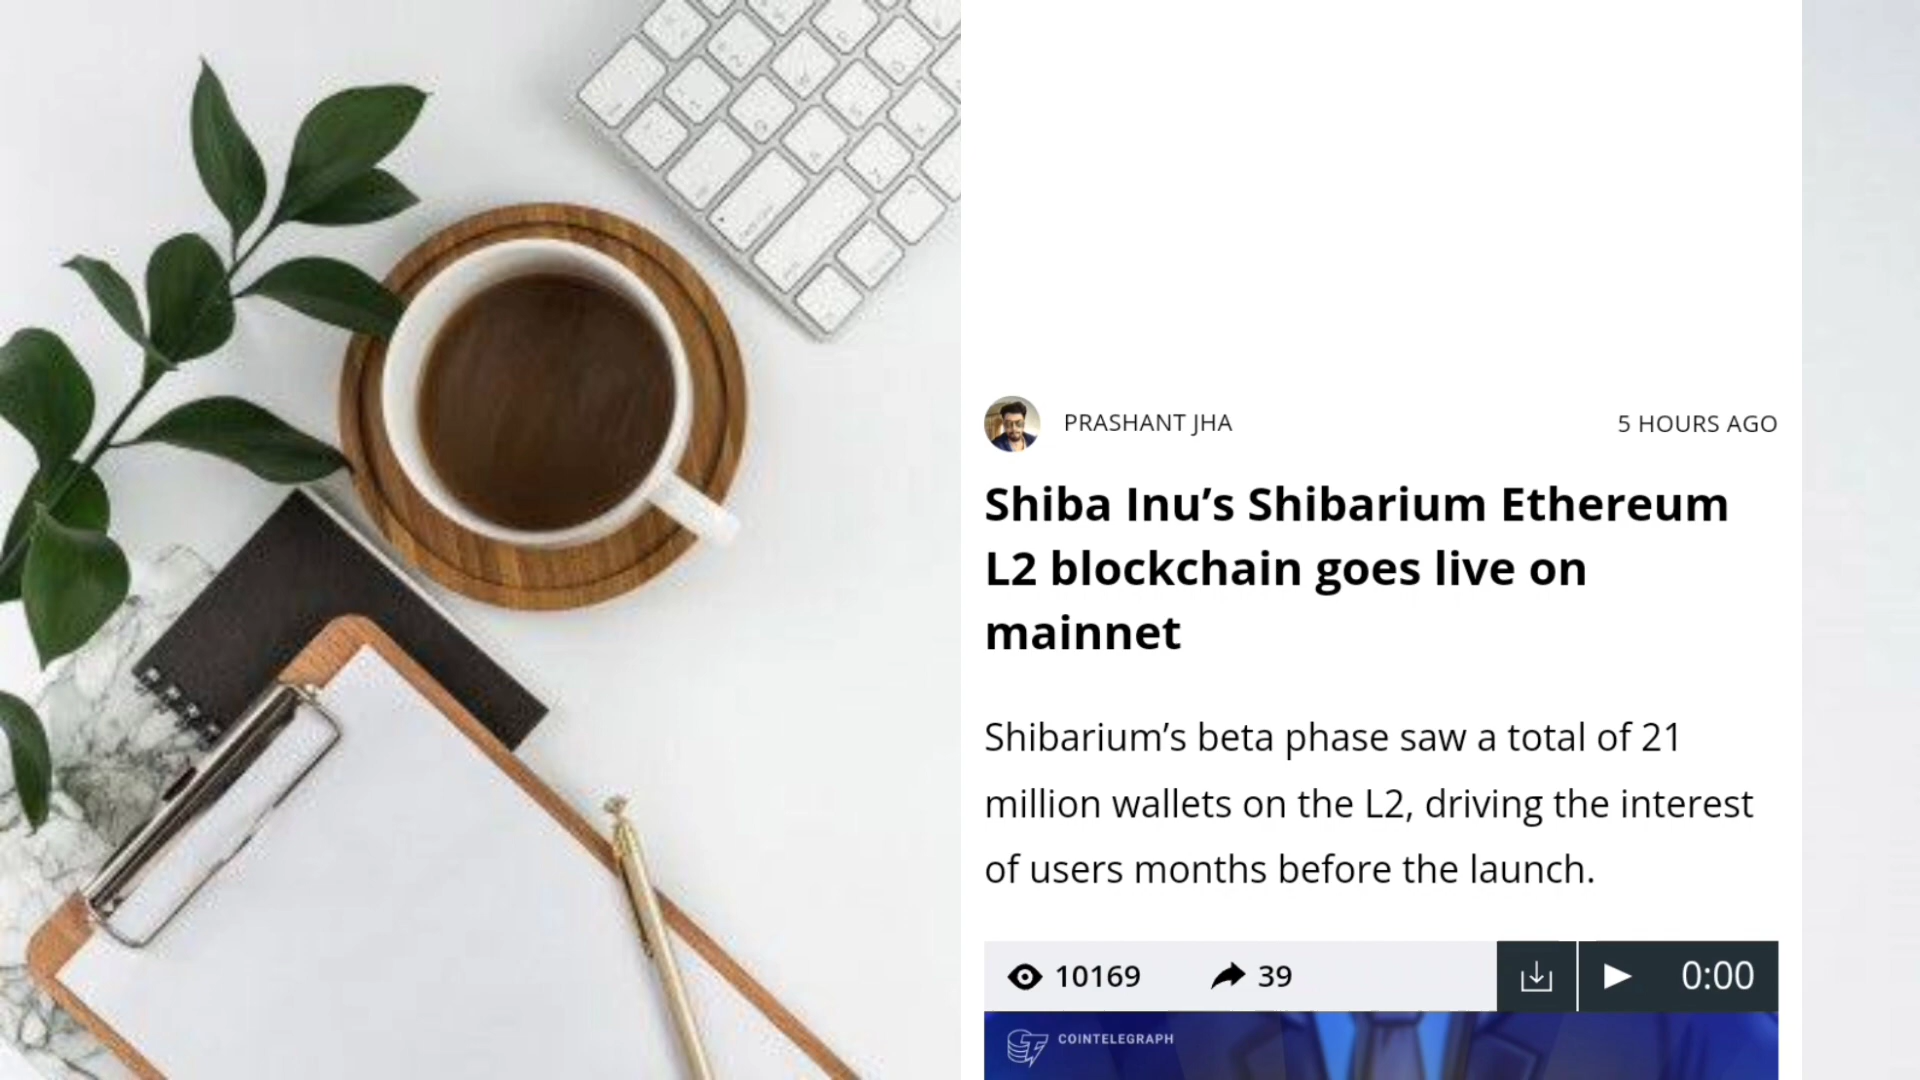 PRASHANT JHA
5 HOURS AGO
Shiba Inu’s Shibarium Ethereum
L2 blockchain goes live on
mainnet
Shibarium’s beta phase saw a total of 21
million wallets on the L2, driving the interest
of users months before the launch.
10169
39
0:00
COINTELEGRAPH